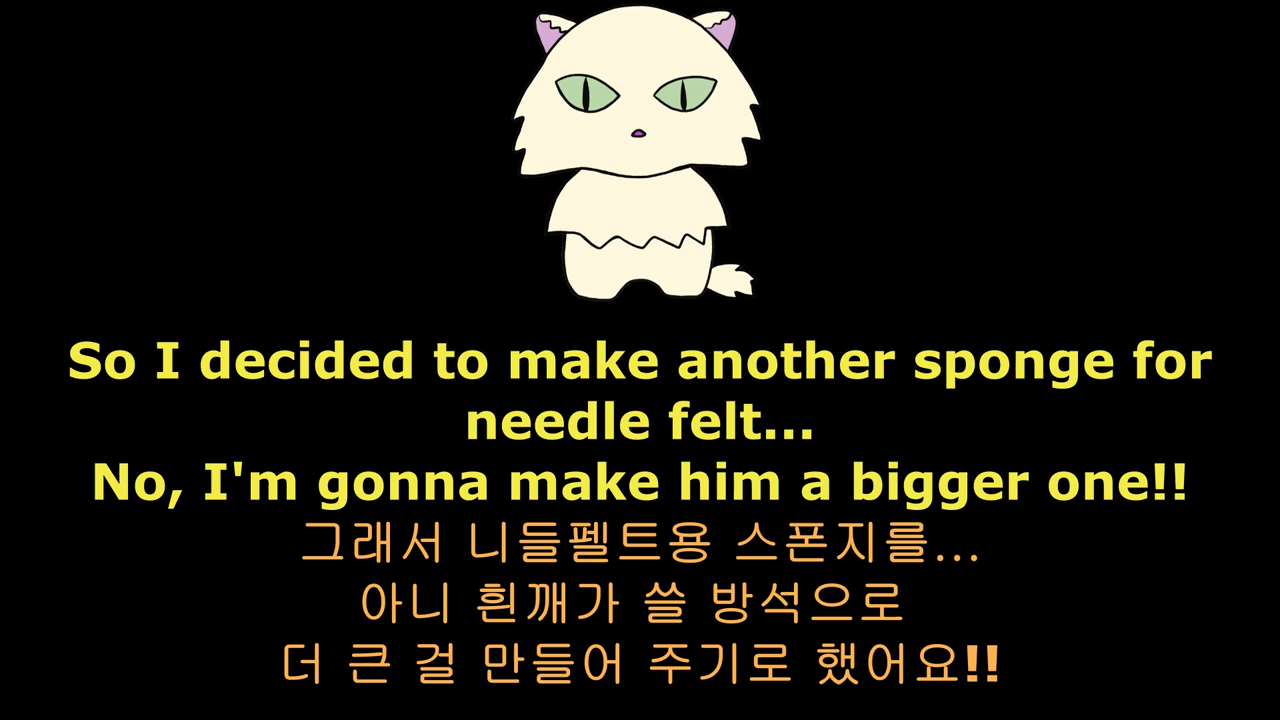 So I decided to make another sponge for
needle felt...
No, I'm gonna make him a bigger one!!
그래서 니들펠트용 스폰지를...
아니 흰깨가 쓸 방석으로
더 큰 걸 만들어 주기로 했어요!!